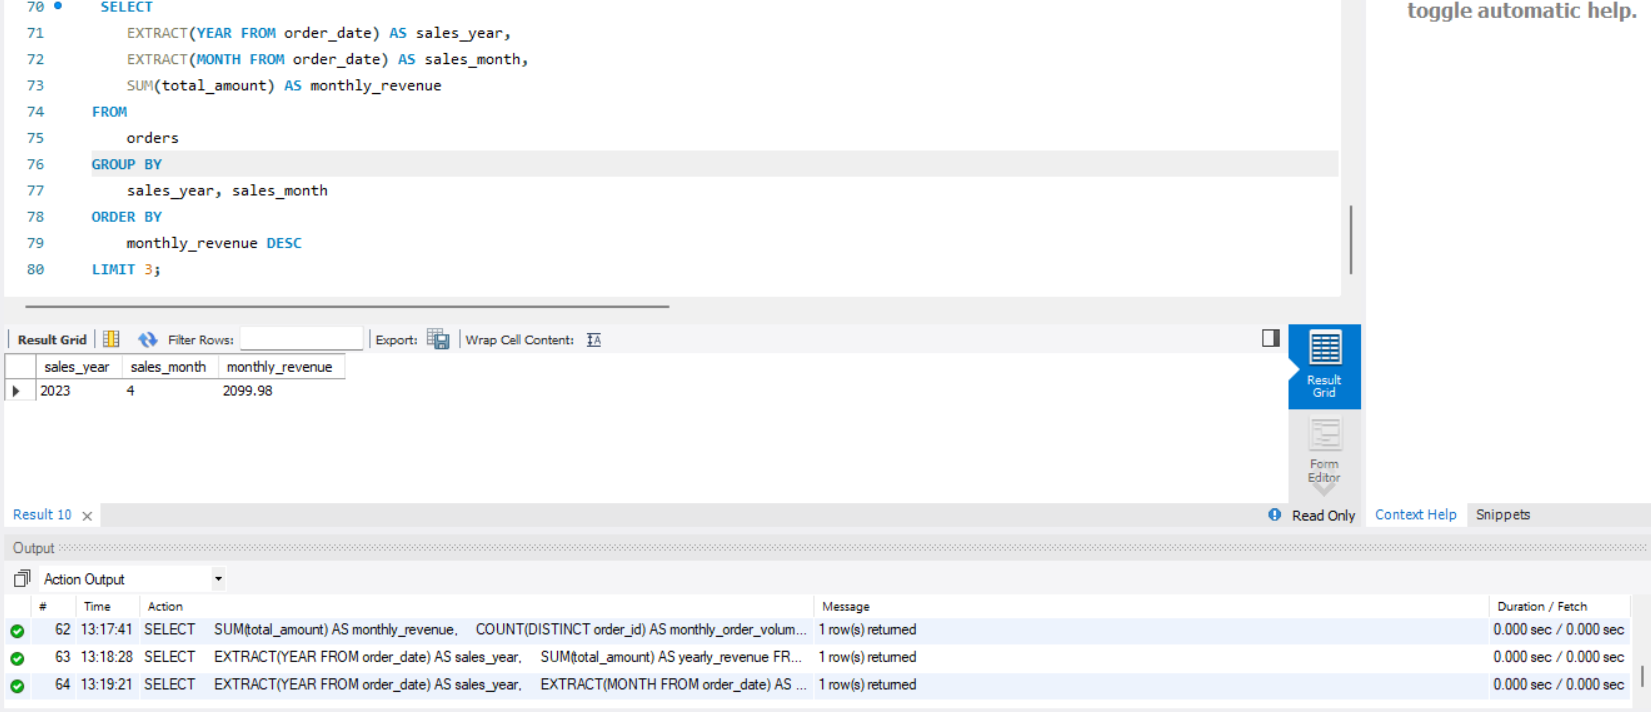 toggle automatic help.
70 SELECT
71 EXTRACT(YEAR FROM order_date) AS sales_year,
72 EXTRACT(MONTH FROM order_date) AS sales_month,
73 SUM(total_amount) AS monthly_revenue
74 FROM
75 orders
76 GROUP BY
77 sales_year, sales_month
78 ORDER BY
79 monthly_revenue DESC
80 LIMIT 3;
Result Grid Filter Rows: Export: Wrap Cell Content: IA
sales_year sales_month monthly_revenue
2023 4 2099.98
Result Grid
Form Editor
Result 10 Read Only Context Help Snippets
Output
Action Output
# Time Action Message Duration / Fetch
62 13:17:41 SELECT SUM(total_amount) AS monthly_revenue, COUNT(DISTINCT order_id) AS monthly_order_volum... 1 row(s) returned 0.000 sec / 0.000 sec
63 13:18:28 SELECT EXTRACT(YEAR FROM order_date) AS sales_year, SUM(total_amount) AS yearly_revenue FR... 1 row(s) returned 0.000 sec / 0.000 sec
64 13:19:21 SELECT EXTRACT(YEAR FROM order_date) AS sales_year, EXTRACT(MONTH FROM order_date) AS ... 1 row(s) returned 0.000 sec / 0.000 sec